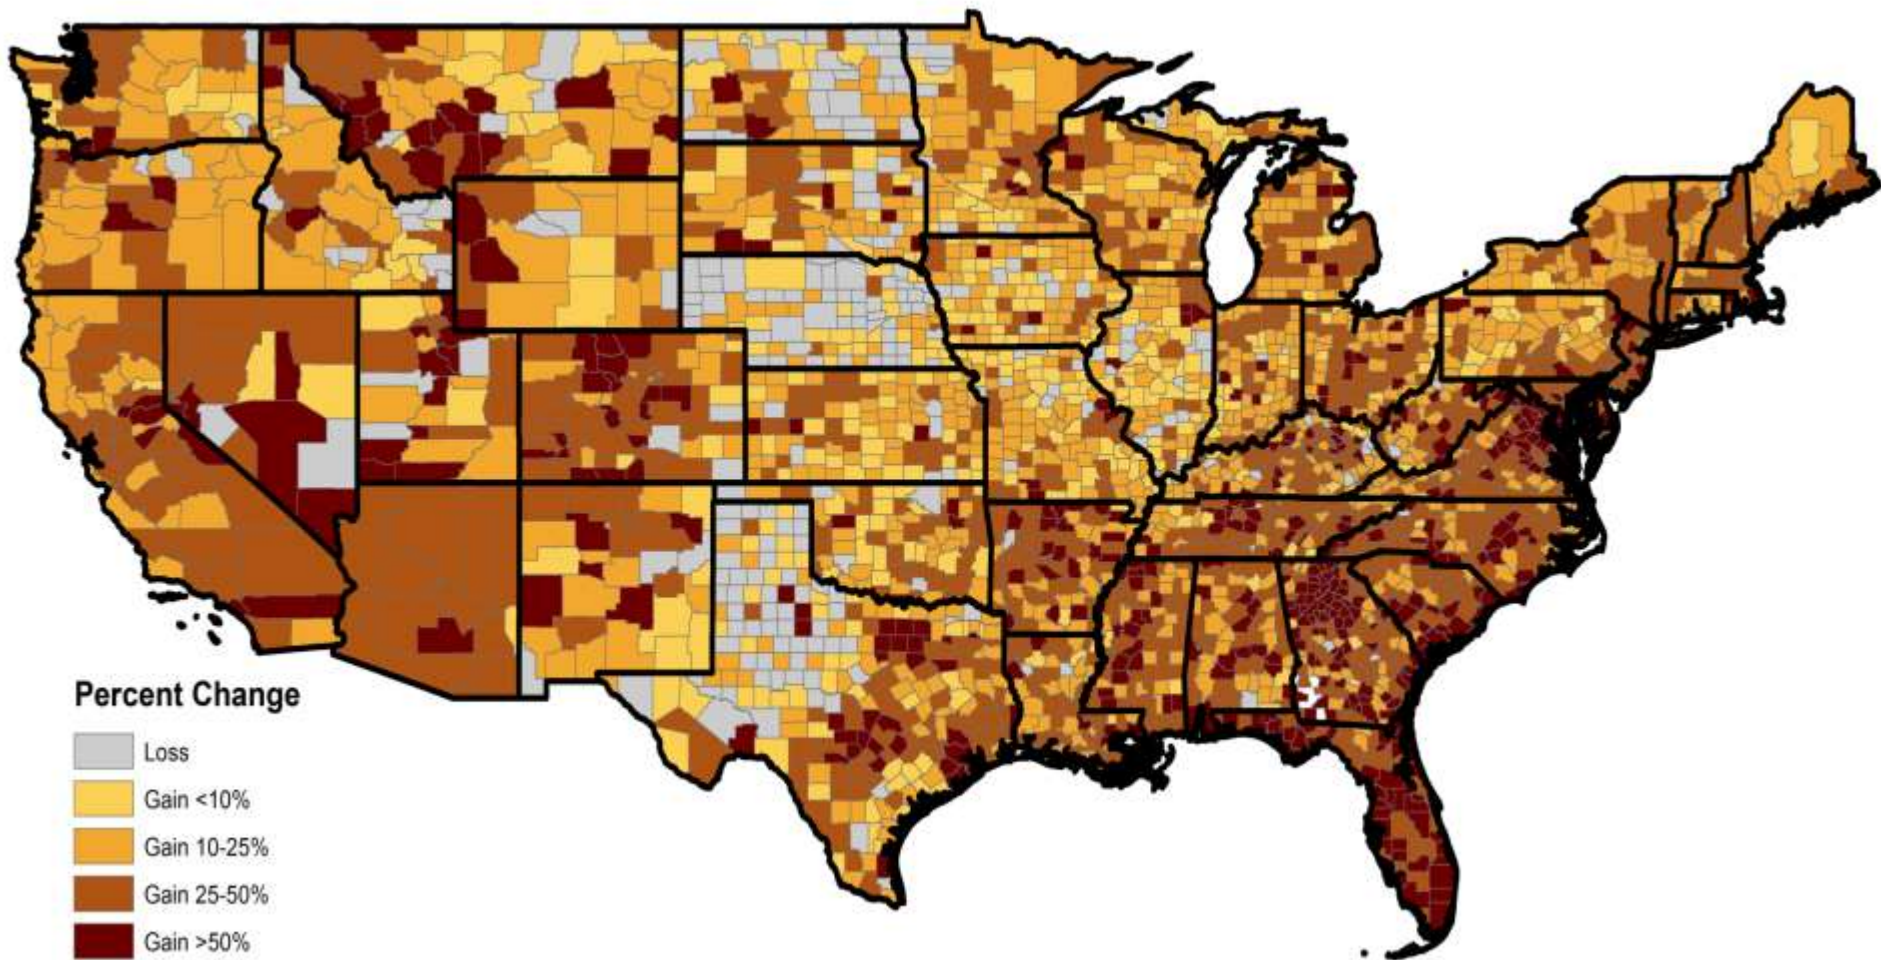 Percent Change
Loss
Gain <10%
Gain 10-25%
Gain 25-50%
Gain >50%